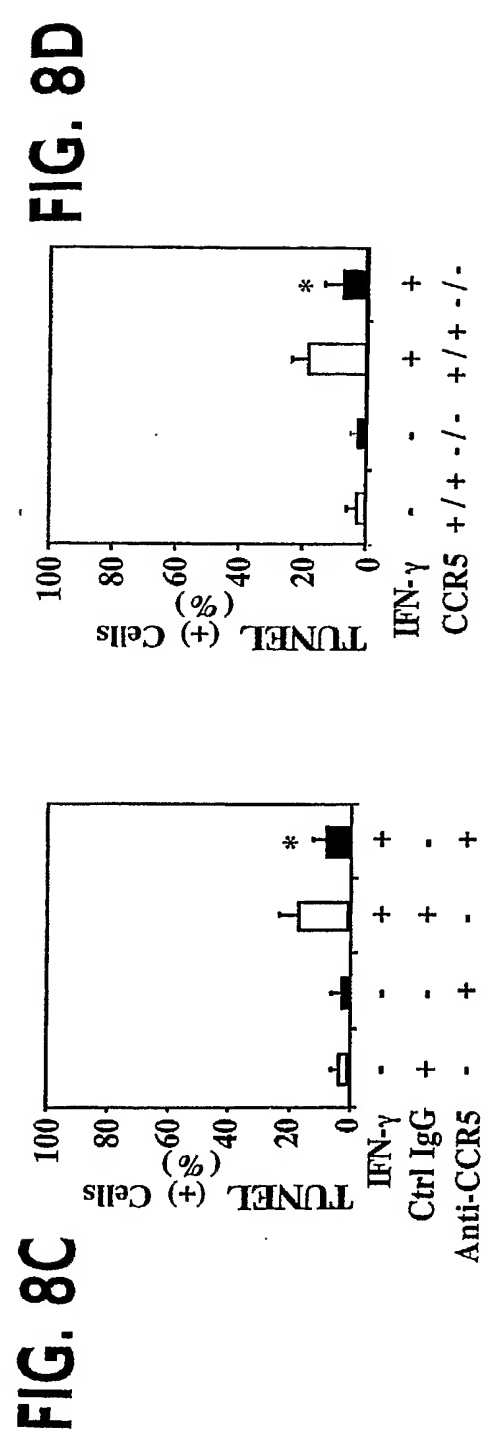 FIG. 8C
100
80
60
40
20
0
TUNEL (+) Cells
(%)
*
IFN-γ - - + +
Ctrl IgG + - + -
Anti-CCR5 - + - +
FIG. 8D
100
80
60
40
20
0
TUNEL (+) Cells
(%)
*
IFN-γ - - + +
CCR5 +/+ -/- +/+ -/-